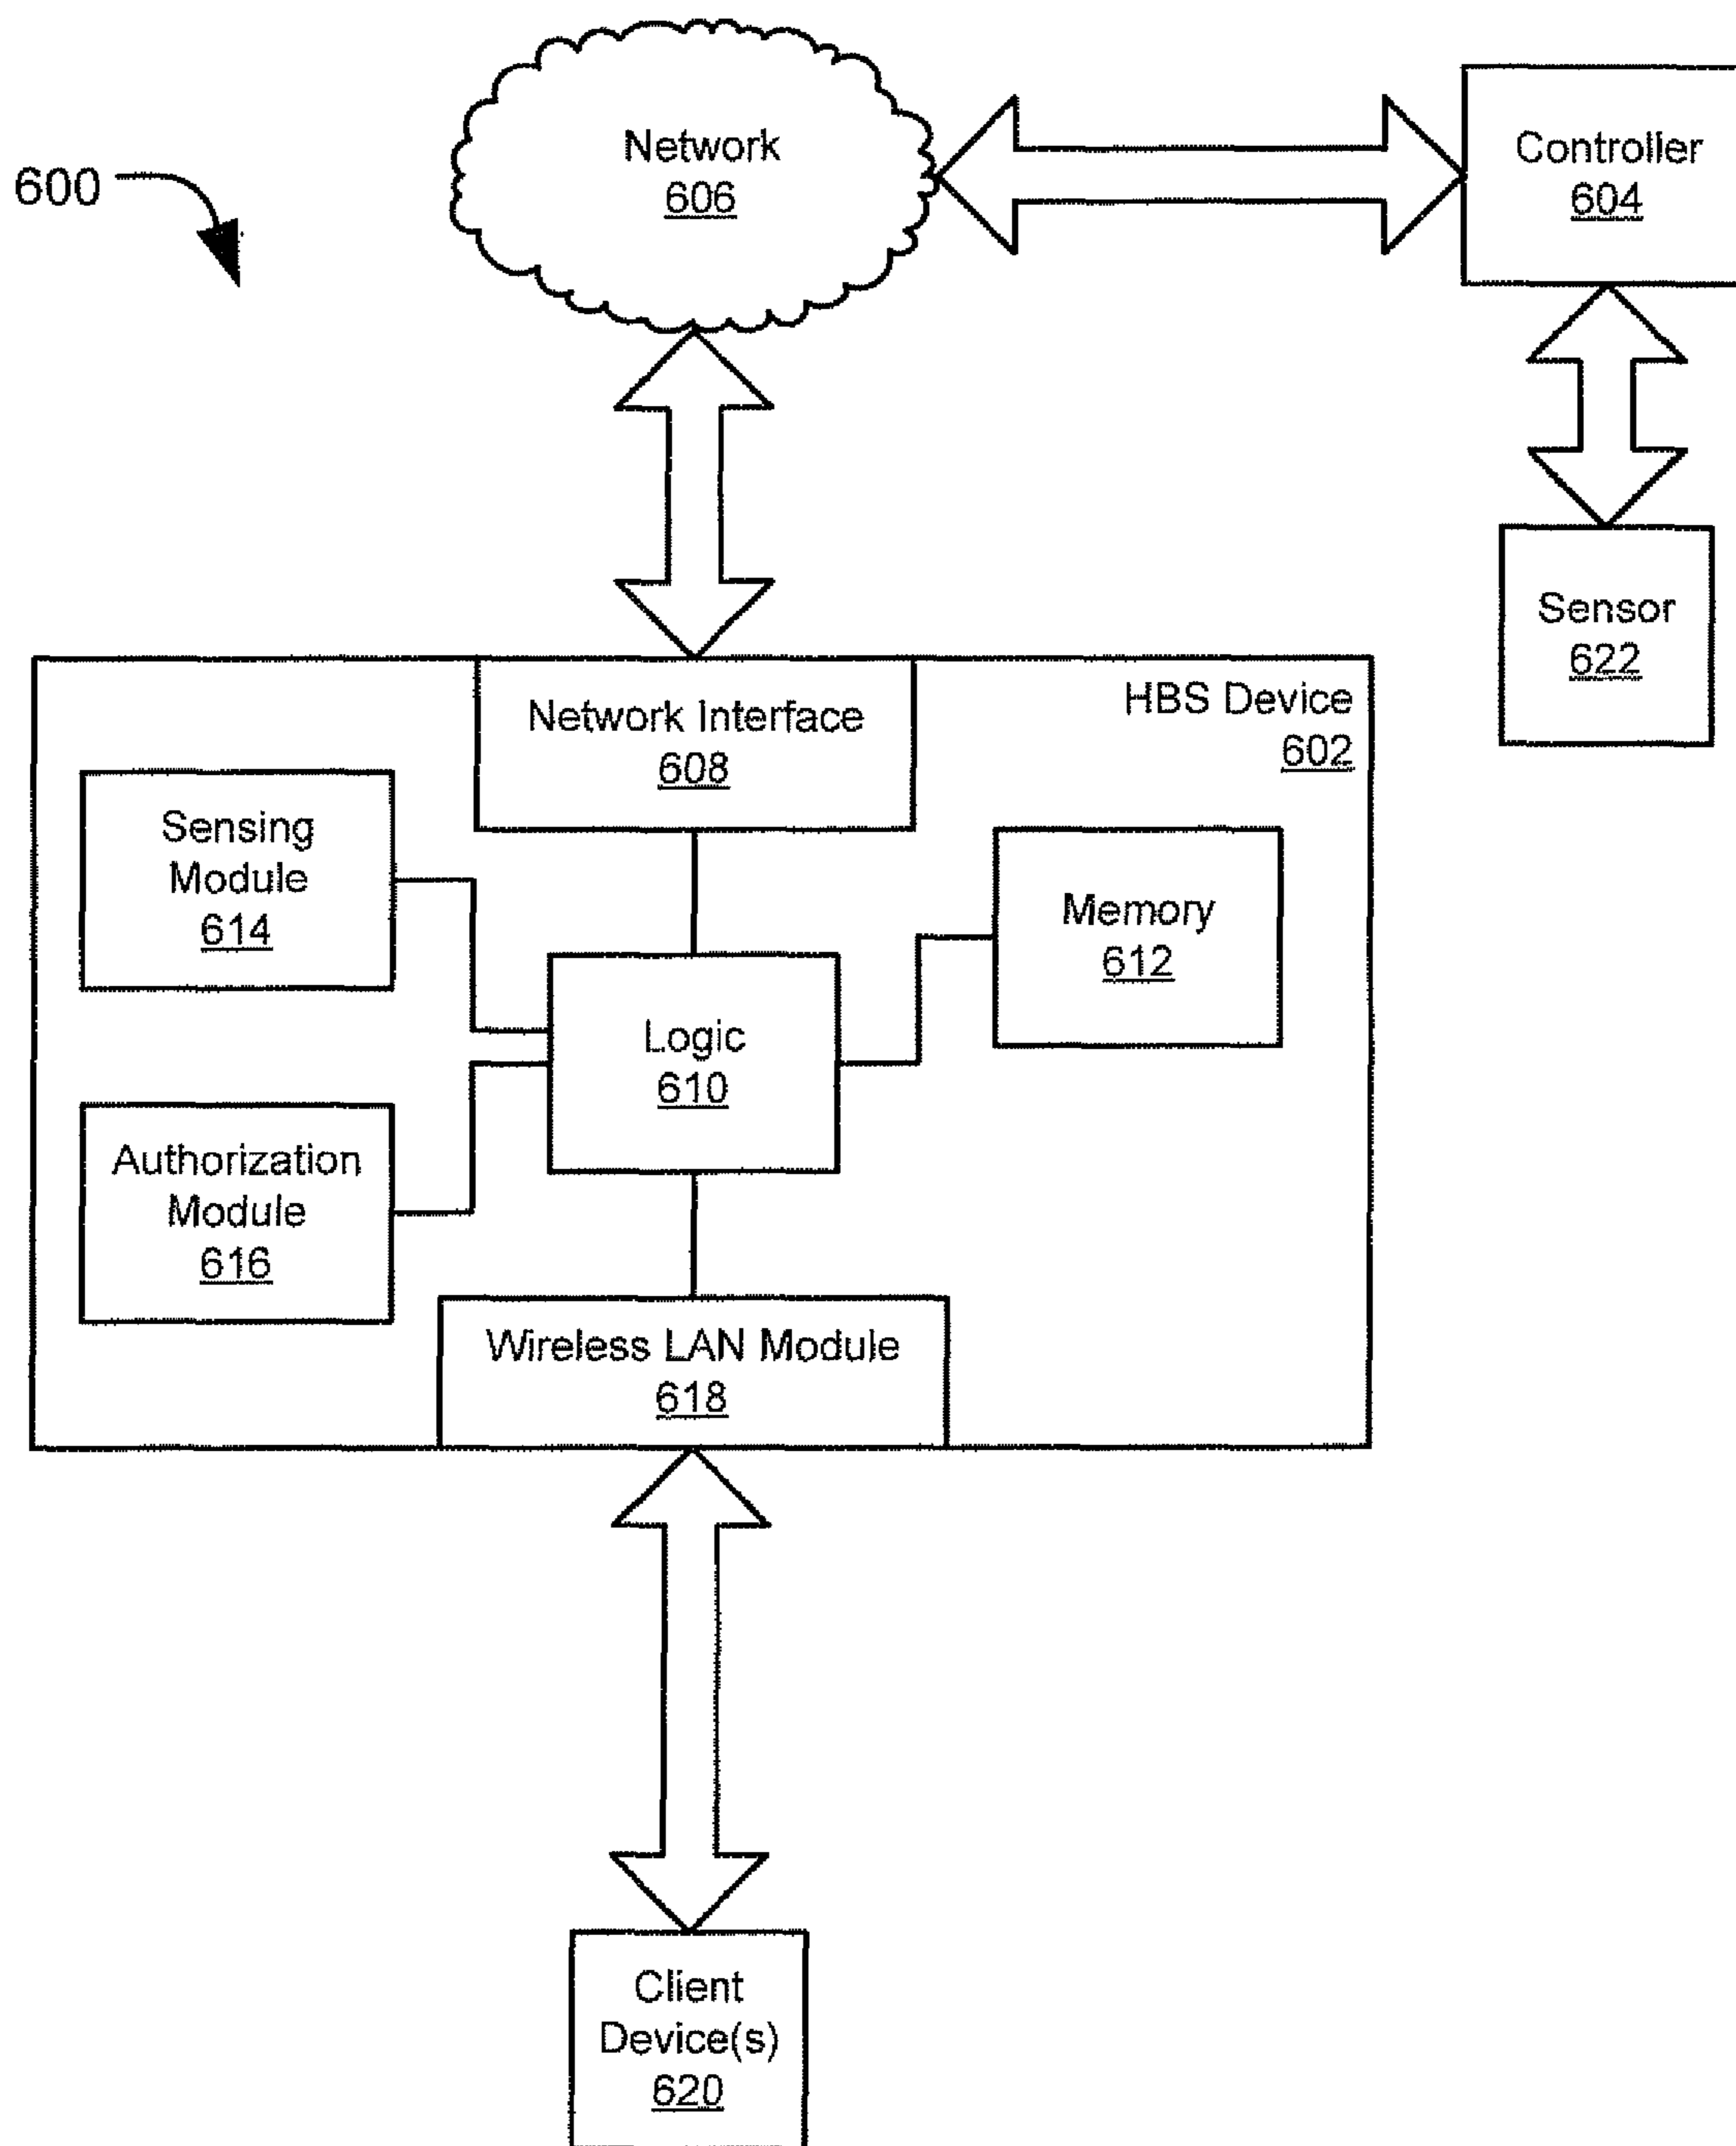 600
Network
606
Controller
604
Sensor
622
HBS Device
602
Network Interface
608
Sensing
Module
614
Memory
612
Logic
610
Authorization
Module
616
Wireless LAN Module
618
Client
Device(s)
620